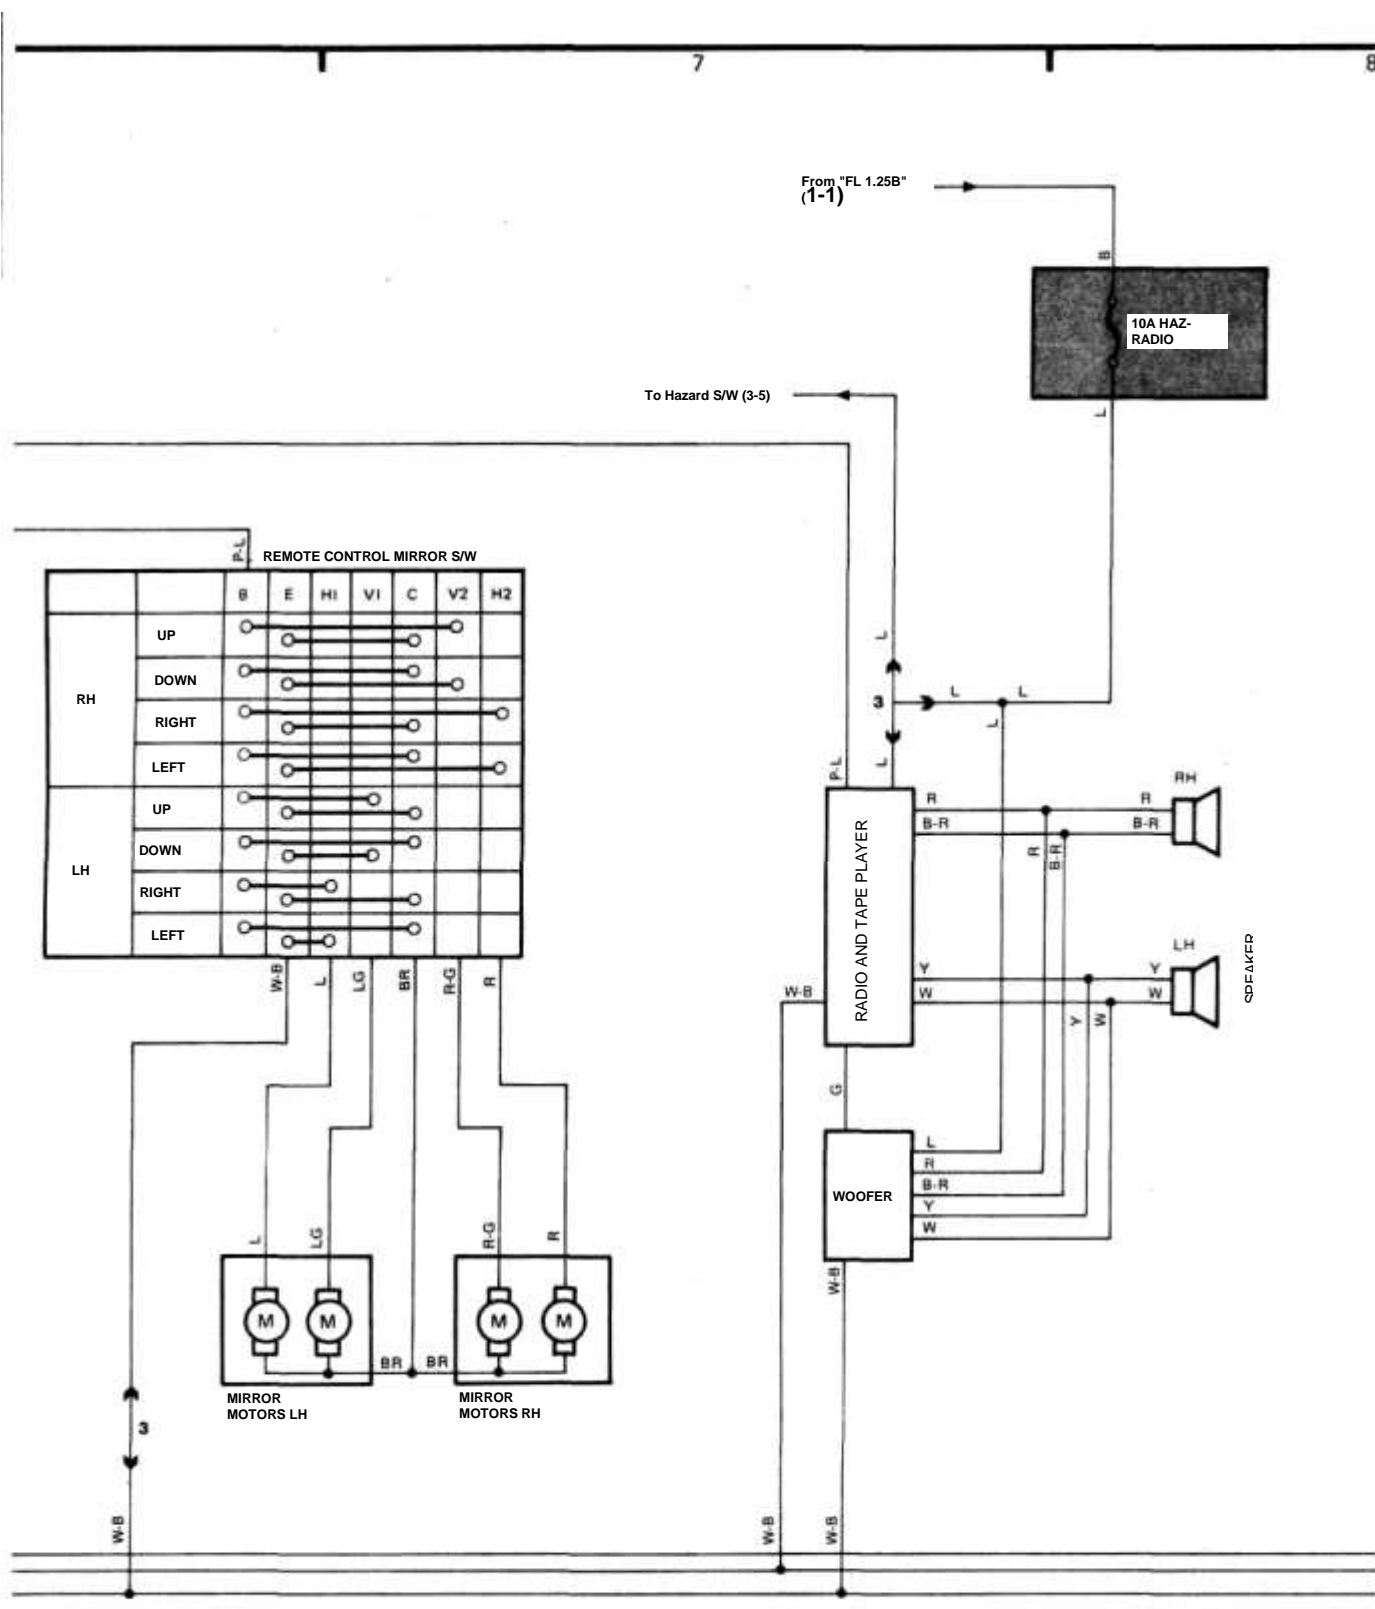 7
8
From "FL 1.25B"
(1-1)
B
10A HAZ-
RADIO
L
To Hazard S/W (3-5)
P-L
REMOTE CONTROL MIRROR S/W
B E H1 V1 C V2 H2
RH
UP
DOWN
RIGHT
LEFT
LH
UP
DOWN
RIGHT
LEFT
W-B L LG BR R-G R
L LG R-G R
M M M M
BR BR
MIRROR
MOTORS LH
MIRROR
MOTORS RH
3
W-B
L
3 L L
L
P-L L
RADIO AND TAPE PLAYER
R R RH
B-R B-R
R B-R
Y Y LH
W W
Y W
SPEAKER
W-B
G
WOOFER
L
R
B-R
Y
W
W-B
W-B W-B